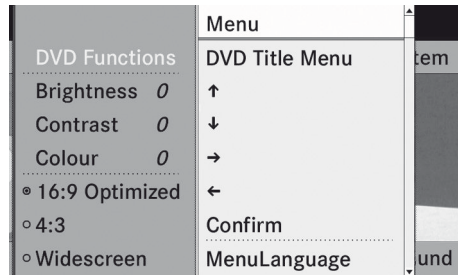 Menu
DVD Functions
DVD Title Menu
Brightness 0
↑
Contrast 0
↓
Colour 0
→
16:9 Optimized
←
4:3
Confirm
Widescreen
MenuLanguage